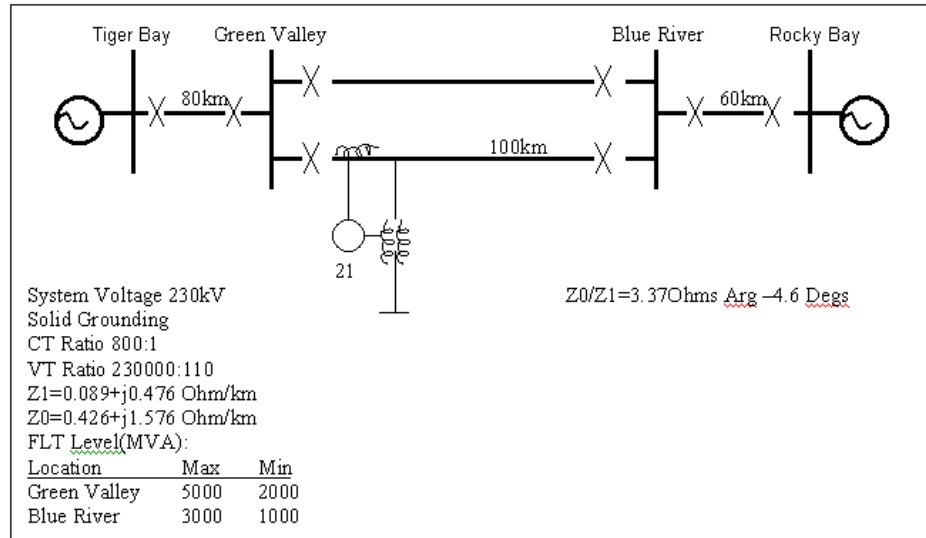 Tiger Bay Green Valley Blue River Rocky Bay
80km 60km
100km
21
System Voltage 230kV Z0/Z1=3.37Ohms Arg –4.6 Degs
Solid Grounding
CT Ratio 800:1
VT Ratio 230000:110
Z1=0.089+j0.476 Ohm/km
Z0=0.426+j1.576 Ohm/km
FLT Level(MVA):
Location Max Min
Green Valley 5000 2000
Blue River 3000 1000